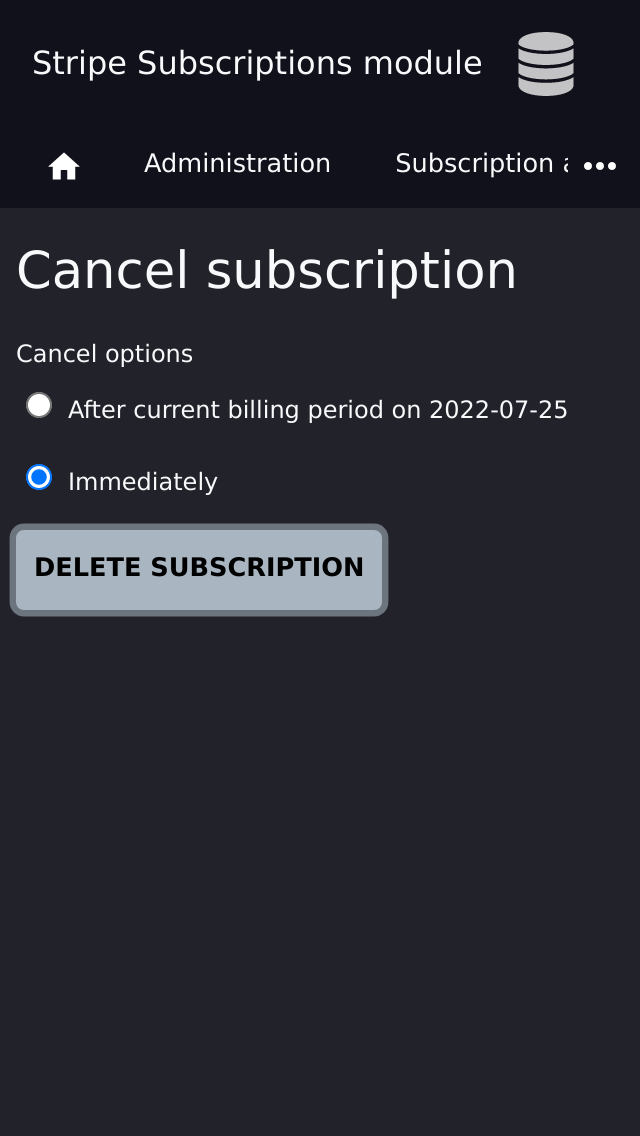 Stripe Subscriptions module
Administration
Subscription
Cancel subscription
Cancel options
After current billing period on 2022-07-25
Immediately
DELETE SUBSCRIPTION